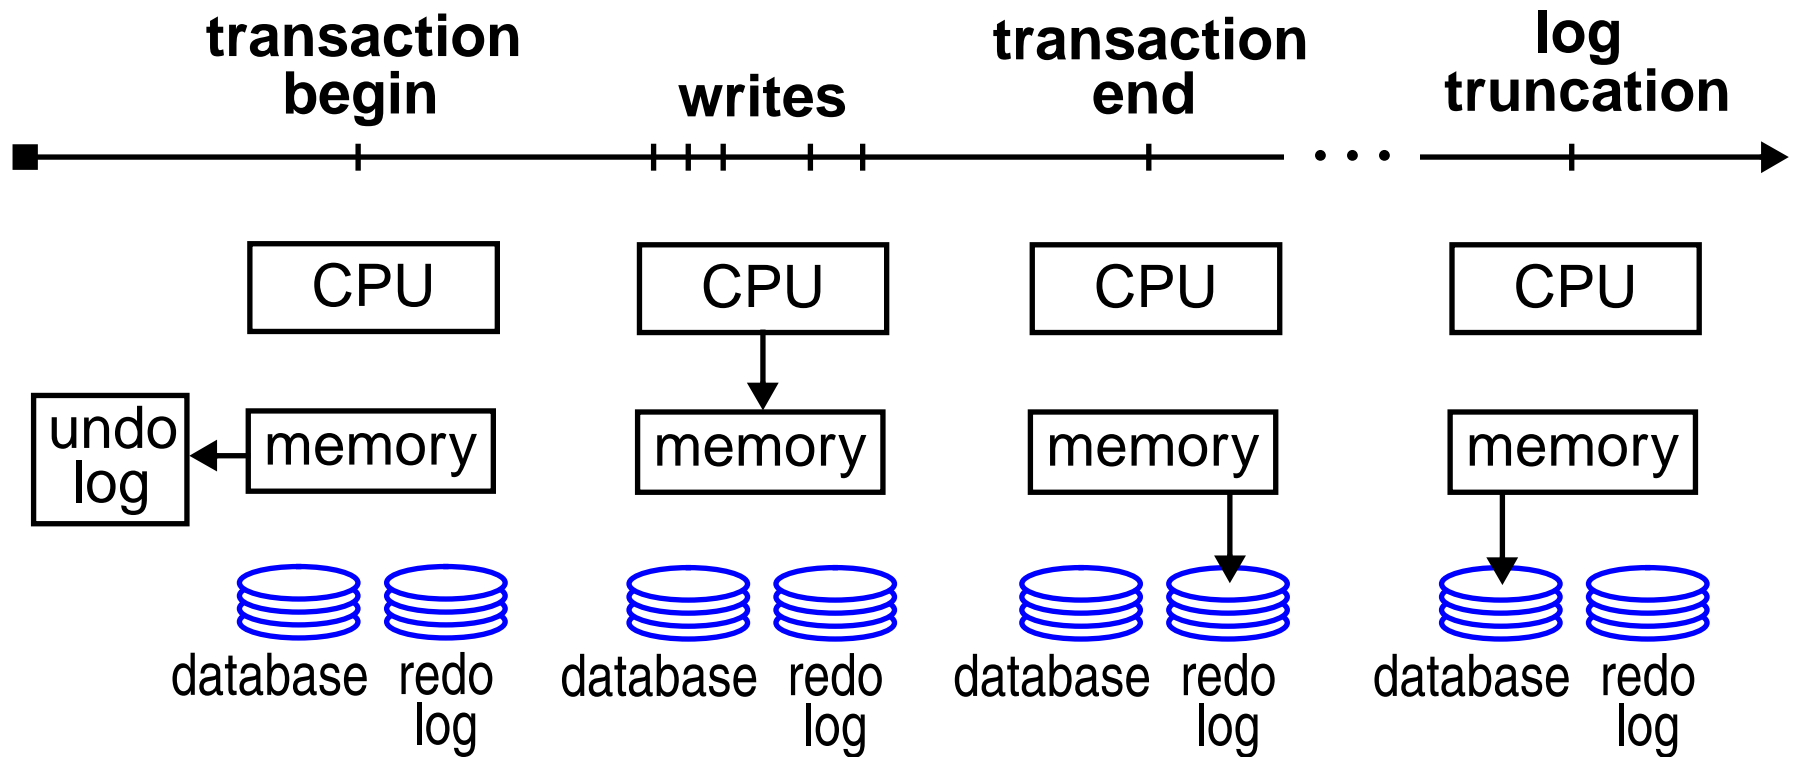 transaction
begin
writes
transaction
end
log
truncation
CPU
CPU
CPU
CPU
undo
log
memory
memory
memory
memory
database
redo
log
database
redo
log
database
redo
log
database
redo
log